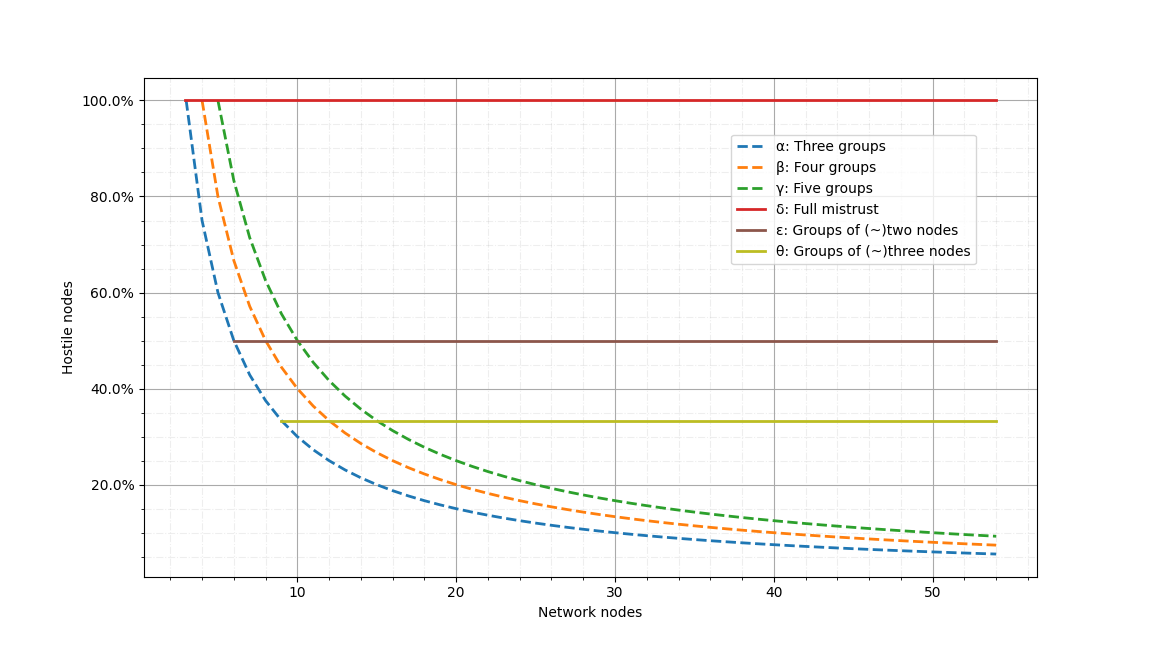 100.0%
80.0%
60.0%
40.0%
20.0%
Hostile nodes
α: Three groups
β: Four groups
γ: Five groups
δ: Full mistrust
ε: Groups of (~)two nodes
θ: Groups of (~)three nodes
10 20 30 40 50
Network nodes